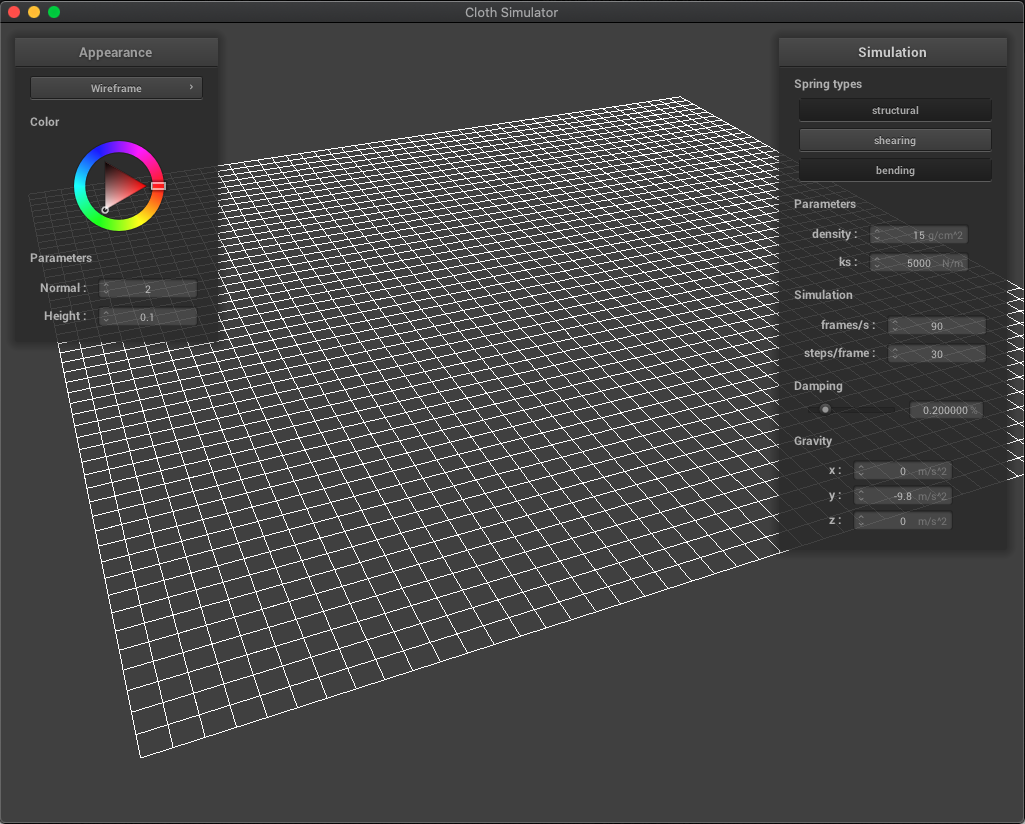 Cloth Simulator
Appearance
Wireframe
Color
Parameters
Normal : 2
Height : 0.1
Simulation
Spring types
structural
shearing
bending
Parameters
density : 15 g/cm^2
ks : 5000 N/m
Simulation
frames/s : 90
steps/frame : 30
Damping
0.200000 %
Gravity
x : 0 m/s^2
y : -9.8 m/s^2
z : 0 m/s^2